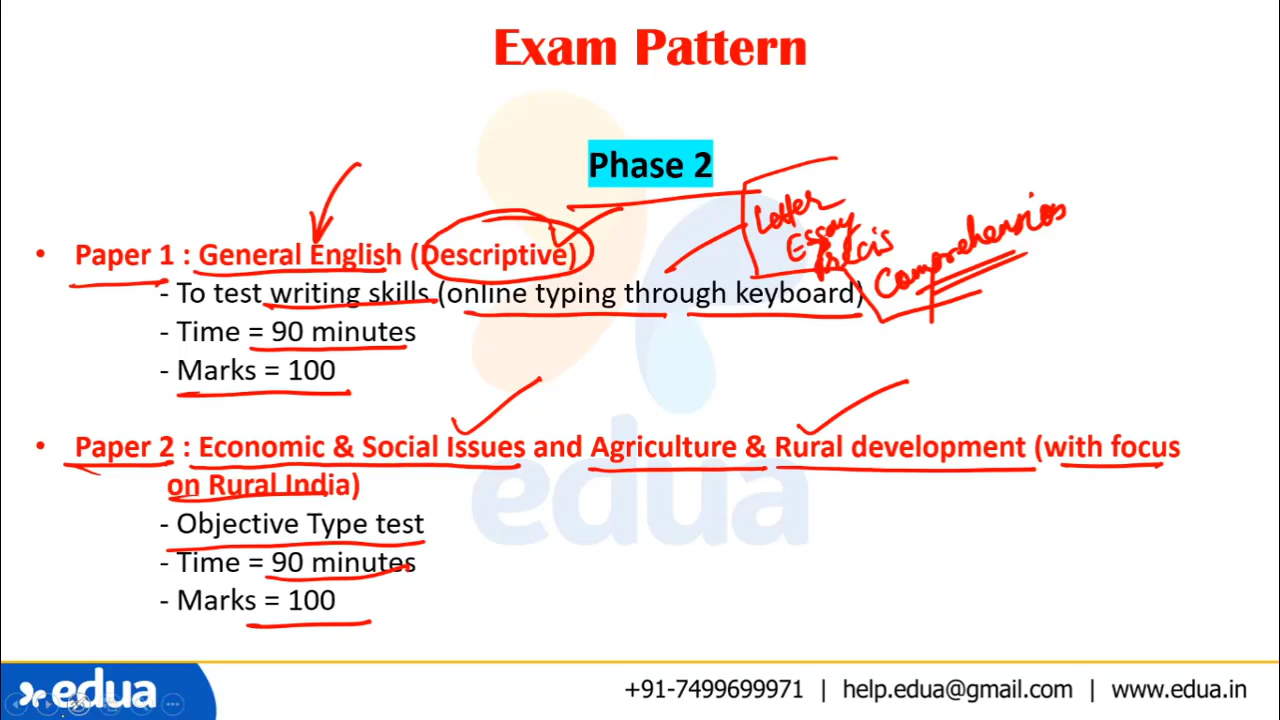 Exam Pattern
Phase 2
Letter
Essay
Precis
Comprehension
• Paper 1 : General English (Descriptive)
- To test writing skills (online typing through keyboard)
- Time = 90 minutes
- Marks = 100
• Paper 2 : Economic & Social Issues and Agriculture & Rural development (with focus
on Rural India)
- Objective Type test
- Time = 90 minutes
- Marks = 100
edua
edua
+91-7499699971 | help.edua@gmail.com | www.edua.in